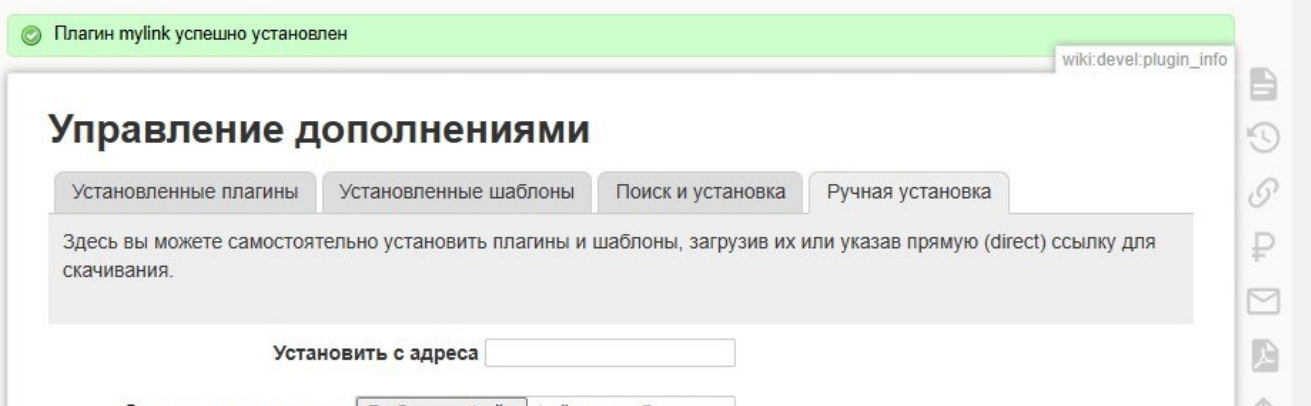 Плагин mylink успешно установлен
wiki:devel:plugin_info
Управление дополнениями
Установленные плагины
Установленные шаблоны
Поиск и установка
Ручная установка
Здесь вы можете самостоятельно установить плагины и шаблоны, загрузив их или указав прямую (direct) ссылку для
скачивания.
Установить с адреса